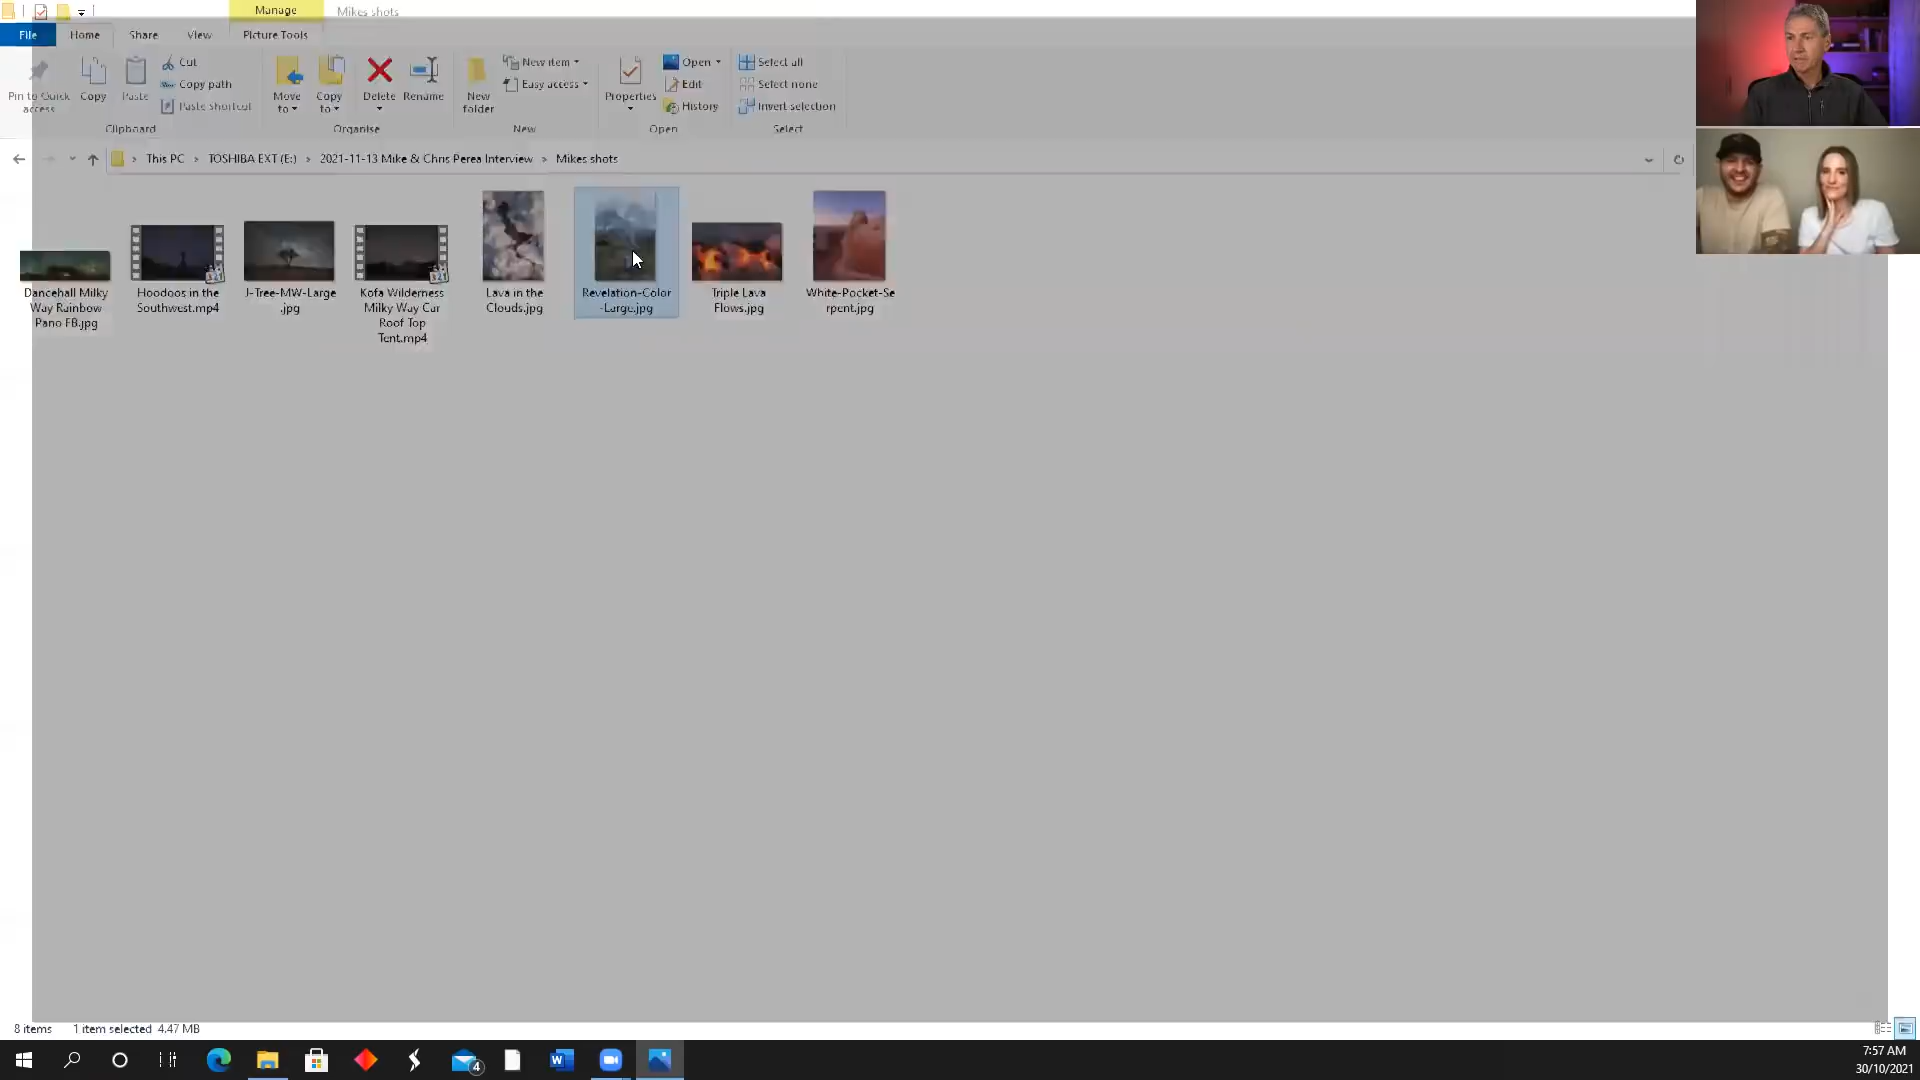 Manage
Mikes shots
File Home Share View Picture Tools
Pin to Quick access
Copy
Paste
Cut
Copy path
Paste shortcut
Clipboard
Move to
Copy to
Delete
Rename
Organise
New folder
New item
Easy access
New
Properties
Open
Edit
History
Open
Select all
Select none
Invert selection
Select
This PC > TOSHIBA EXT (E:) > 2021-11-13 Mike & Chris Perea Interview > Mikes shots
Dancehall Milky
Way Rainbow
Pano FB.jpg
Hoodoos in the
Southwest.mp4
J-Tree-MW-Large
.jpg
Kofa Wilderness
Milky Way Car
Roof Top
Tent.mp4
Lava in the
Clouds.jpg
Revelation-Color
-Large.jpg
Triple Lava
Flows.jpg
White-Pocket-Se
rpent.jpg
8 items 1 item selected 4.47 MB
4
W
7:57 AM
30/10/2021